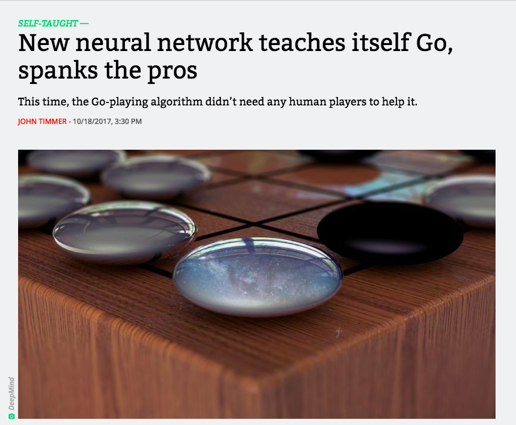 SELF-TAUGHT —
New neural network teaches itself Go,
spanks the pros
This time, the Go-playing algorithm didn't need any human players to help it.
JOHN TIMMER - 10/18/2017, 3:30 PM
DeepMind